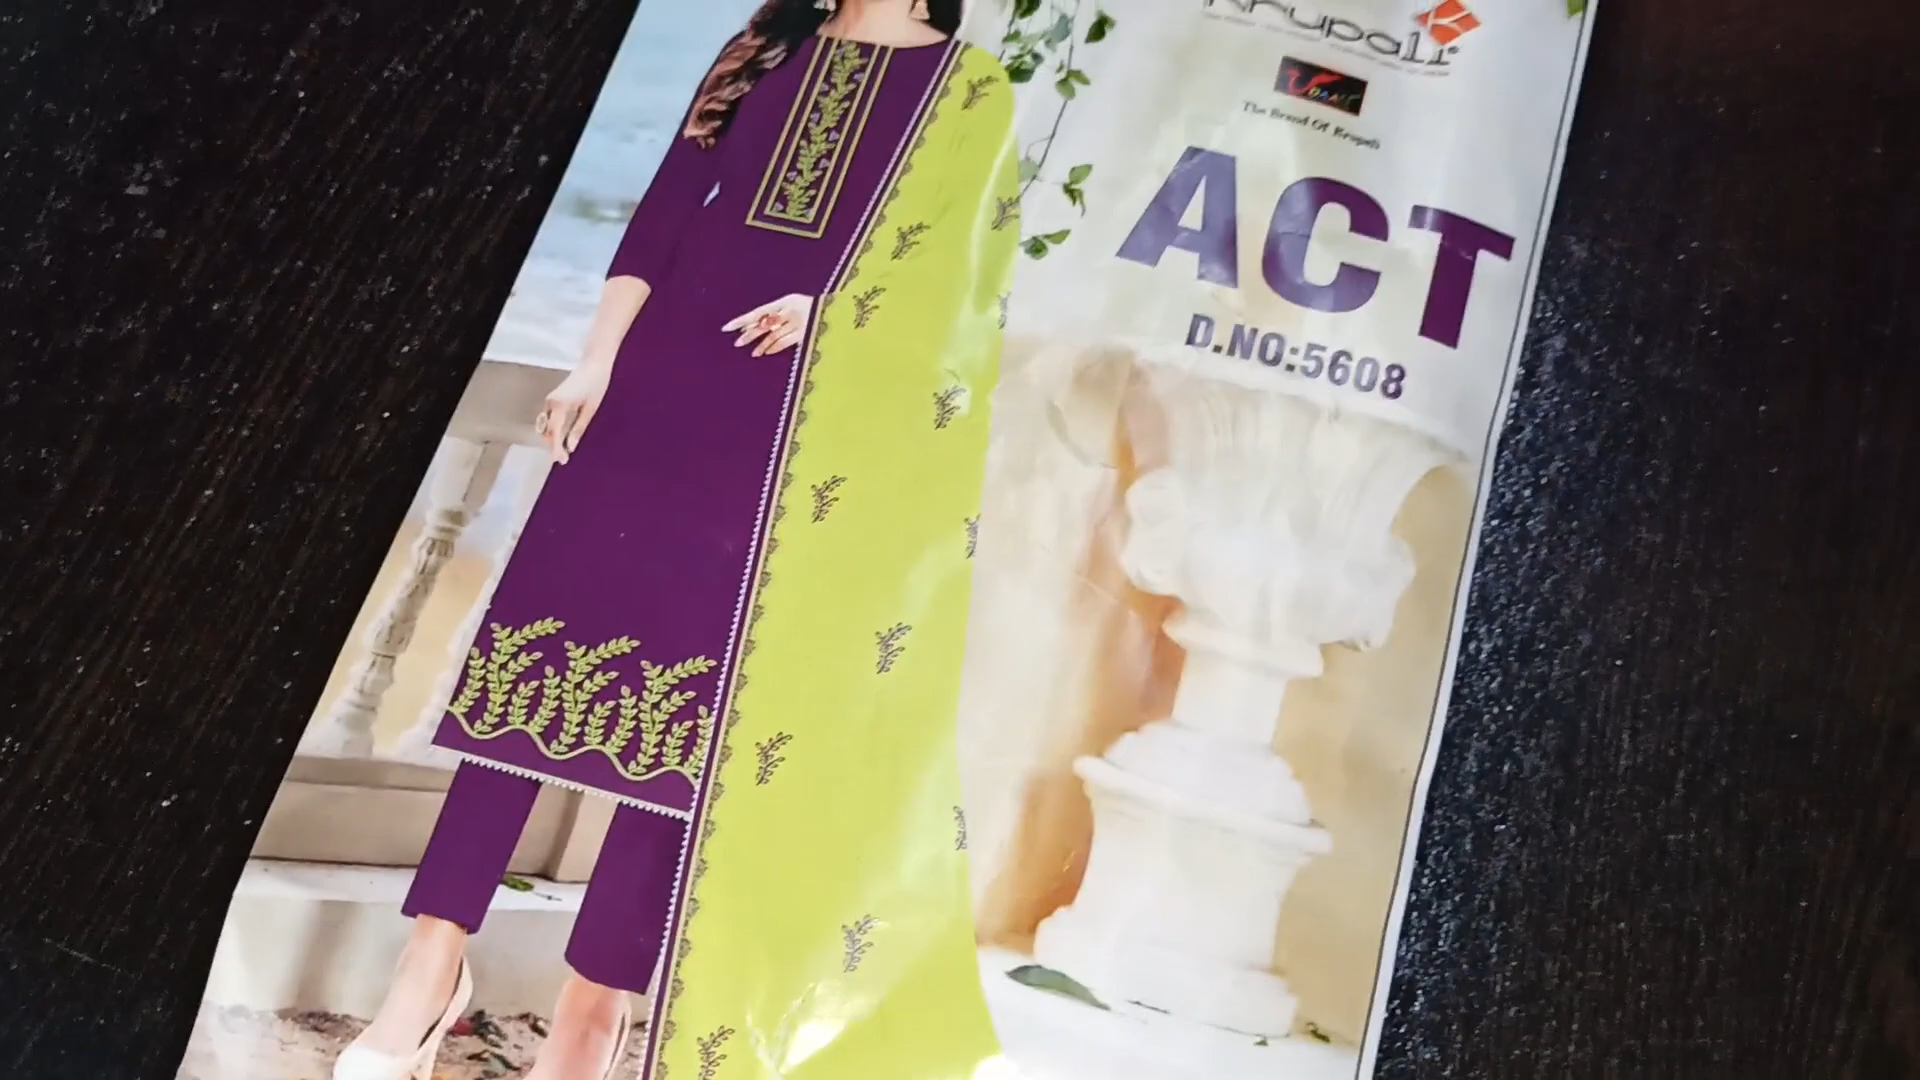 Krupali
The Brand Of Krupali
ACT
D.NO:5608